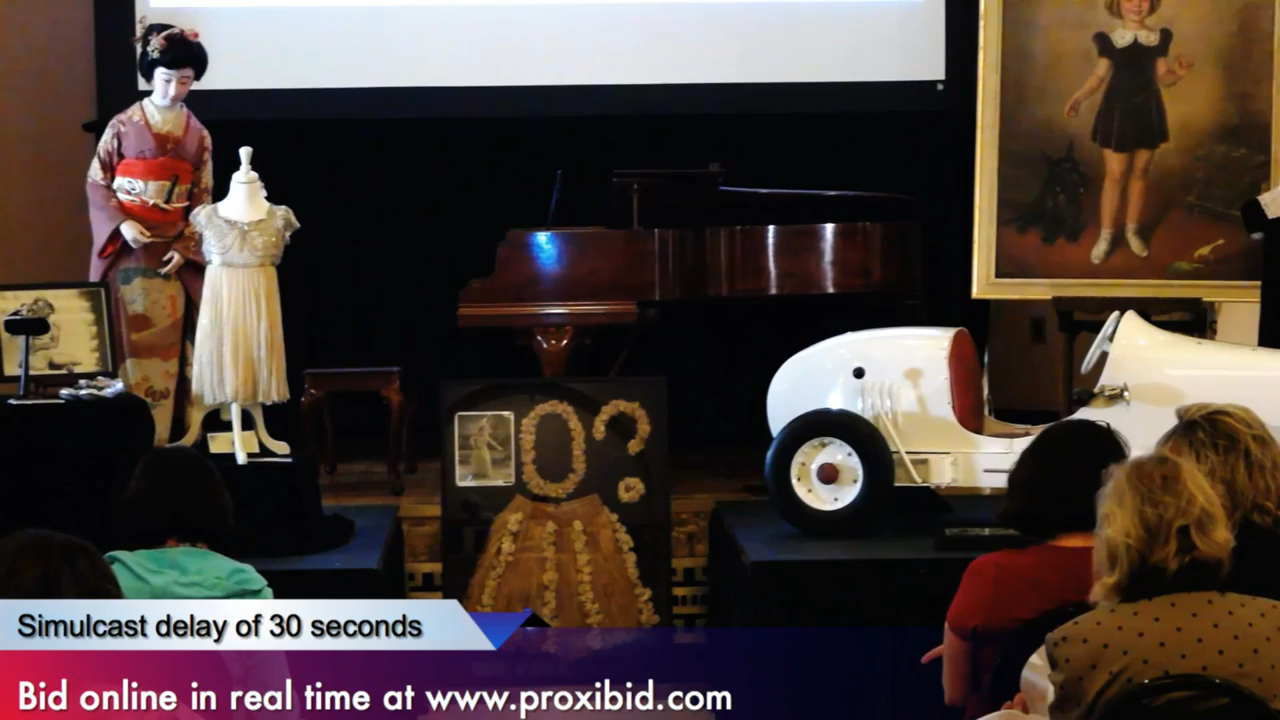 Simulcast delay of 30 seconds
Bid online in real time at www.proxibid.com